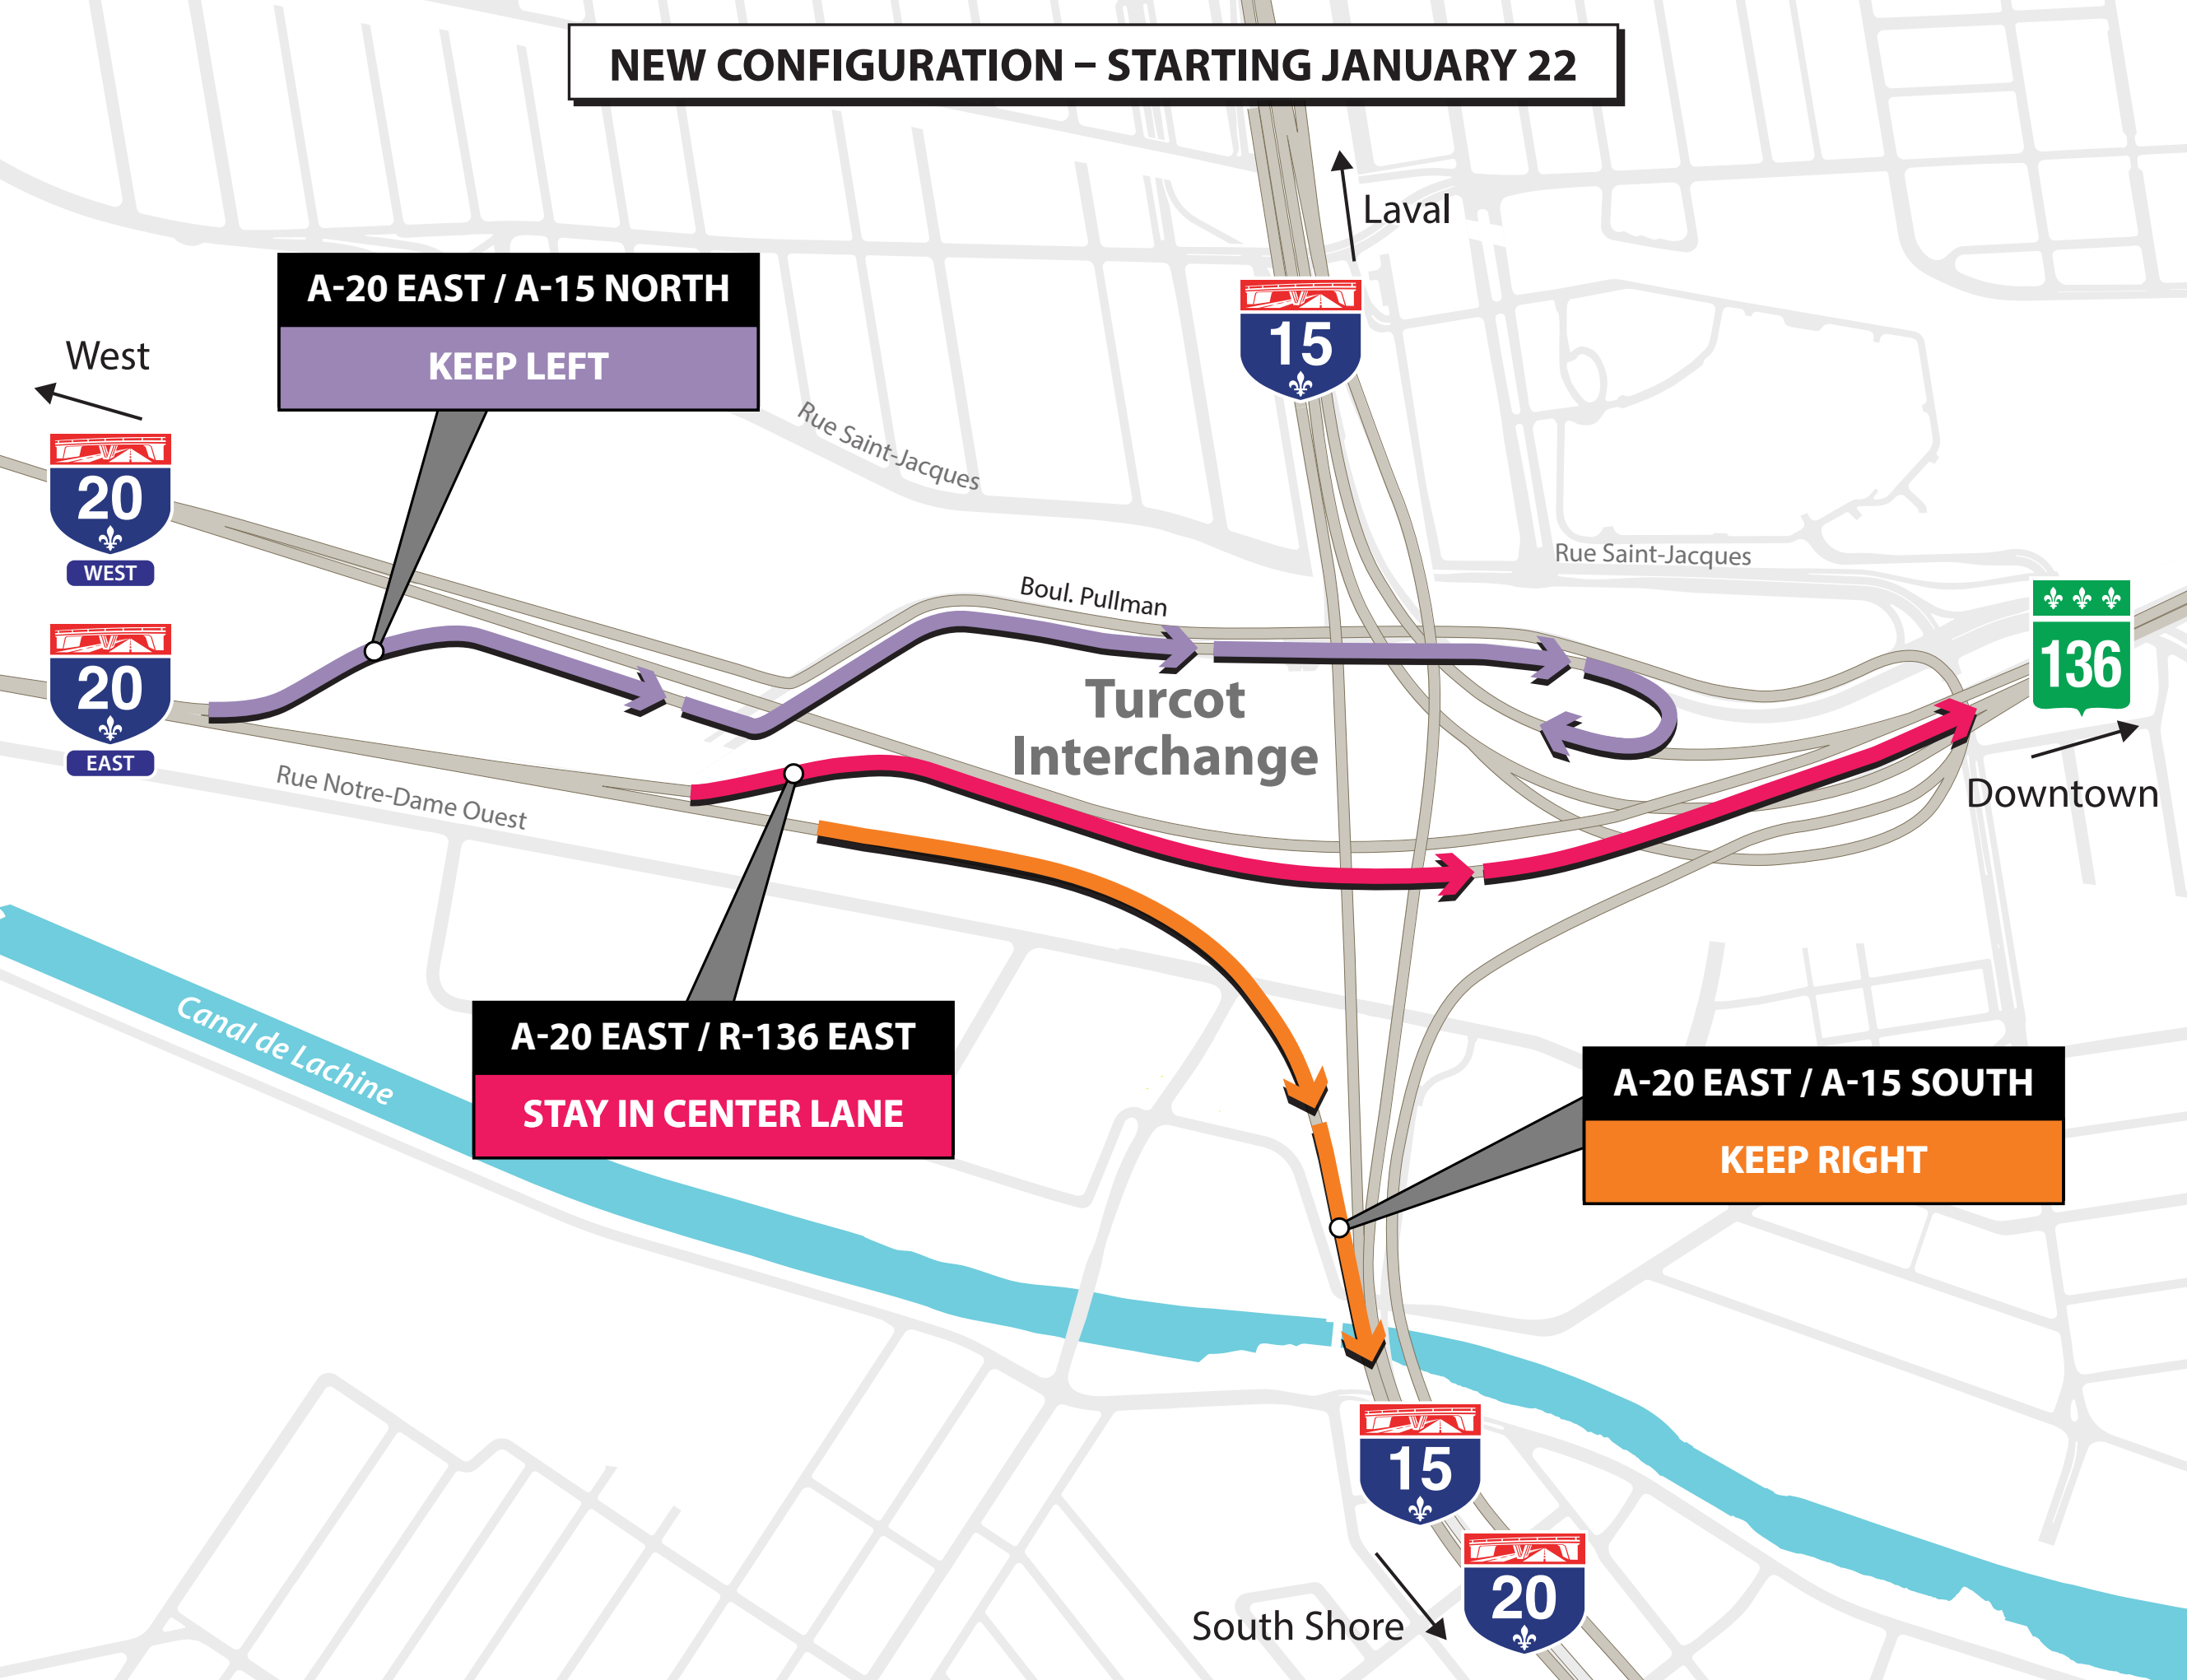 NEW CONFIGURATION – STARTING JANUARY 22
Laval
A-20 EAST / A-15 NORTH
KEEP LEFT
15
West
20
WEST
Rue Saint-Jacques
Rue Saint-Jacques
Boul. Pullman
136
20
EAST
Turcot
Interchange
Rue Notre-Dame Ouest
Downtown
Canal de Lachine
A-20 EAST / R-136 EAST
STAY IN CENTER LANE
A-20 EAST / A-15 SOUTH
KEEP RIGHT
15
20
South Shore